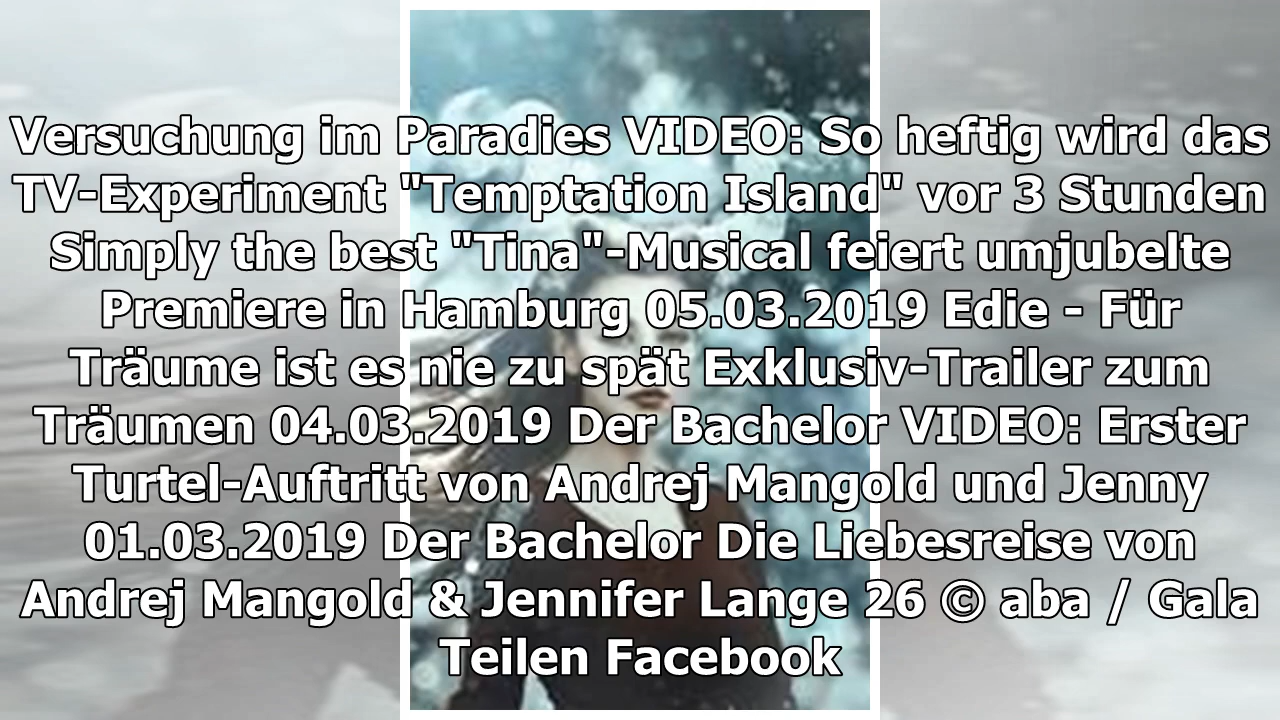 Versuchung im Paradies VIDEO: So heftig wird das
TV-Experiment "Temptation Island" vor 3 Stunden
Simply the best "Tina"-Musical feiert umjubelte
Premiere in Hamburg 05.03.2019 Edie - Für
Träume ist es nie zu spät Exklusiv-Trailer zum
Träumen 04.03.2019 Der Bachelor VIDEO: Erster
Turtel-Auftritt von Andrej Mangold und Jenny
01.03.2019 Der Bachelor Die Liebesreise von
Andrej Mangold & Jennifer Lange 26 © aba / Gala
Teilen Facebook